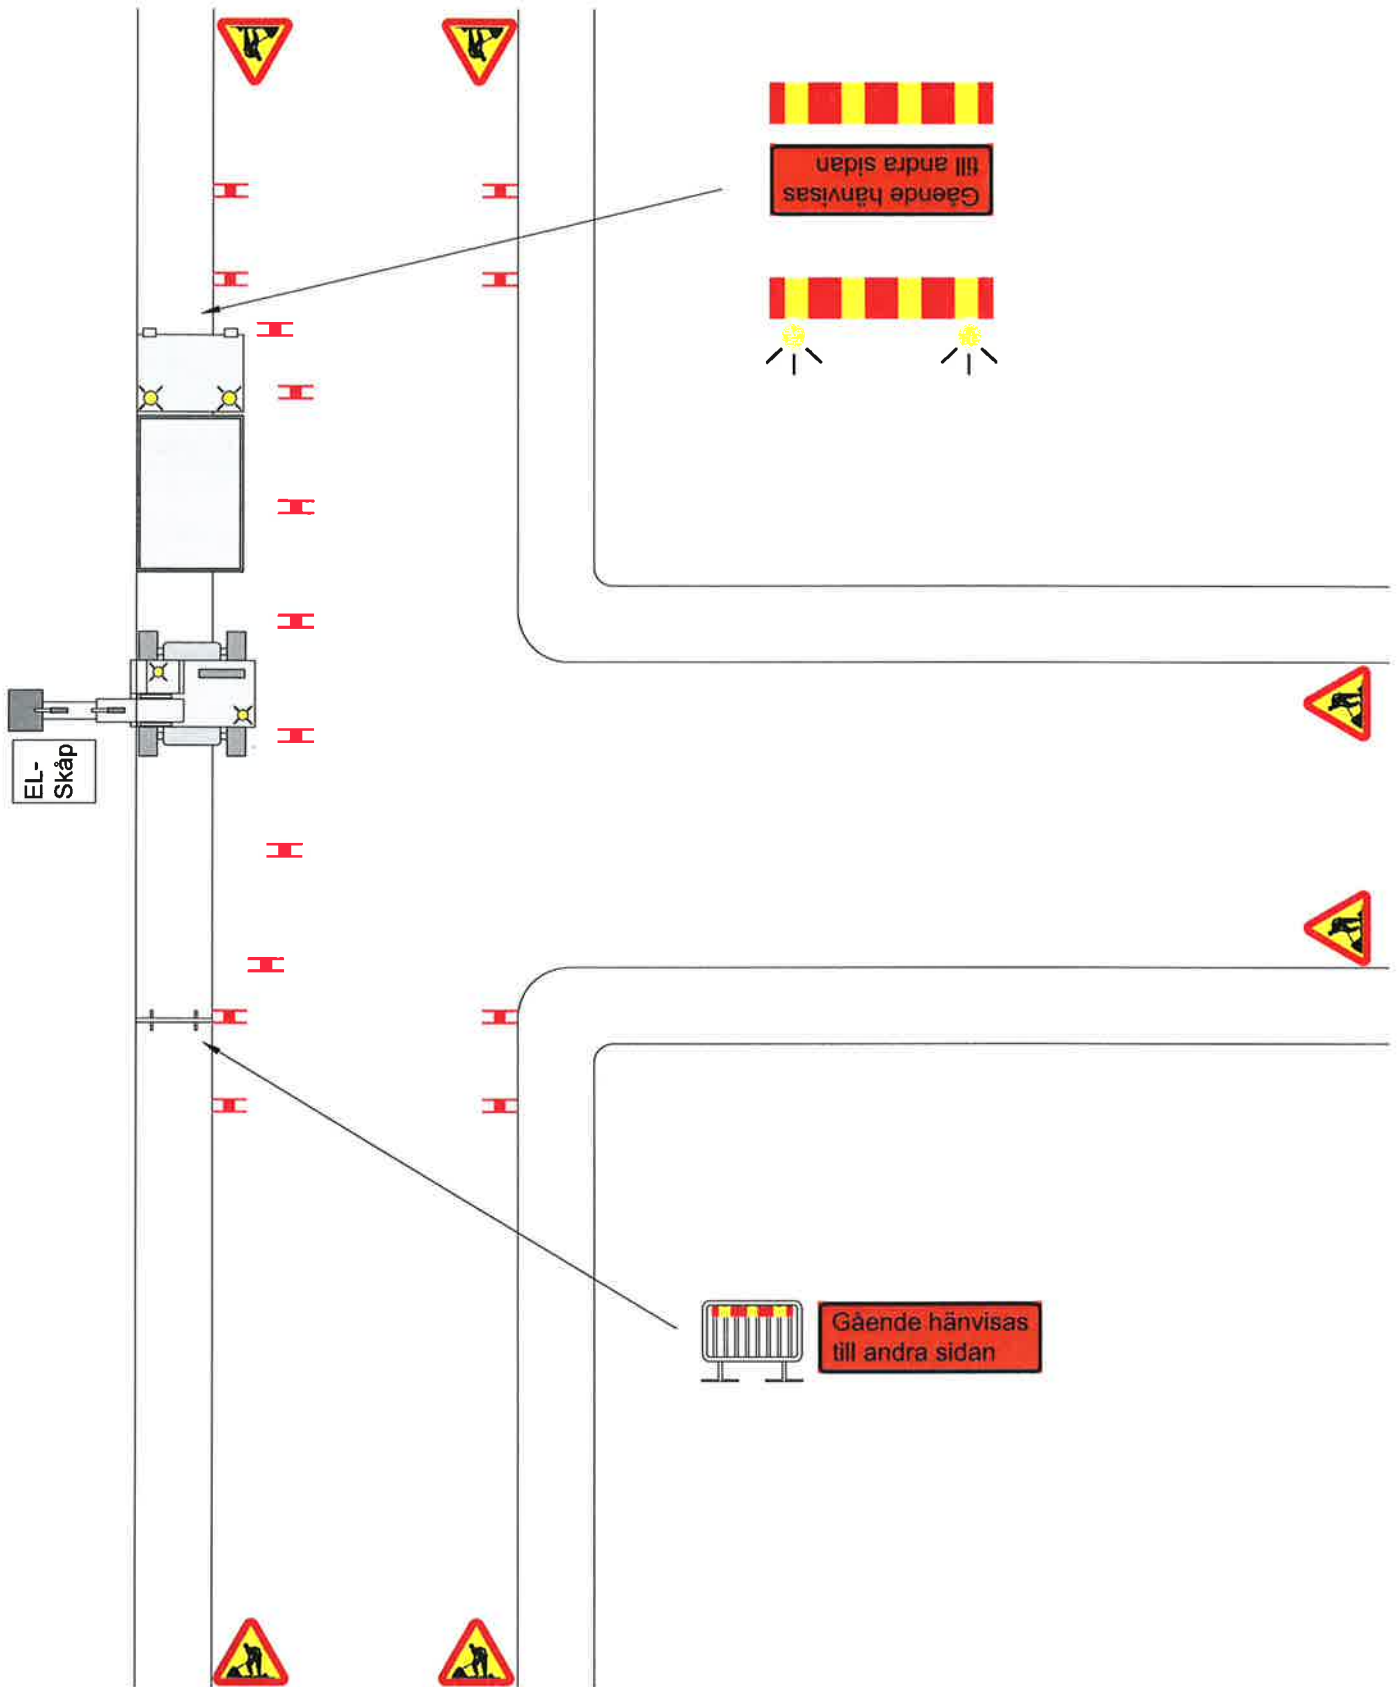 Gående hänvisas
till andra sidan
EL-
Skåp
Gående hänvisas
till andra sidan